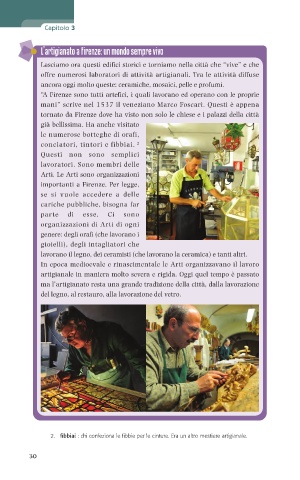 Capitolo 3
L'artigianato a Firenze: un mondo sempre vivo
Lasciamo ora questi edifici storici e torniamo nella città che "vive" e che
offre numerosi laboratori di attività artigianali. Tra le attività diffuse
ancora oggi molto queste: ceramiche, mosaici, pelle e profumi.
"A Firenze sono tutti artefici, i quali lavorano ed operano con le proprie
mani" scrive nel 1537 il veneziano Marco Foscari. Questi è appena
tornato da Firenze dove ha visto non solo le chiese e i palazzi della città
già bellissima. Ha anche visitato
le numerose botteghe di orafi,
conciatori, tintori e fibbiai. 2
Questi non sono semplici
lavoratori. Sono membri delle
Arti. Le Arti sono organizzazioni
importanti a Firenze. Per legge,
se si vuole accedere a delle
cariche pubbliche, bisogna far
parte di esse. Ci sono
organizzazioni di Arti di ogni
genere: degli orafi (che lavorano i
gioielli), degli intagliatori che
lavorano il legno, dei ceramisti (che lavorano la ceramica) e tanti altri.
In epoca medioevale e rinascimentale le Arti organizzavano il lavoro
artigianale in maniera molto severa e rigida. Oggi quel tempo è passato
ma l'artigianato resta una grande tradizione della città, dalla lavorazione
del legno, al restauro, alla lavorazione del vetro.
2. fibbiai : chi confeziona le fibbie per le cinture. Era un altro mestiere artigianale.
30